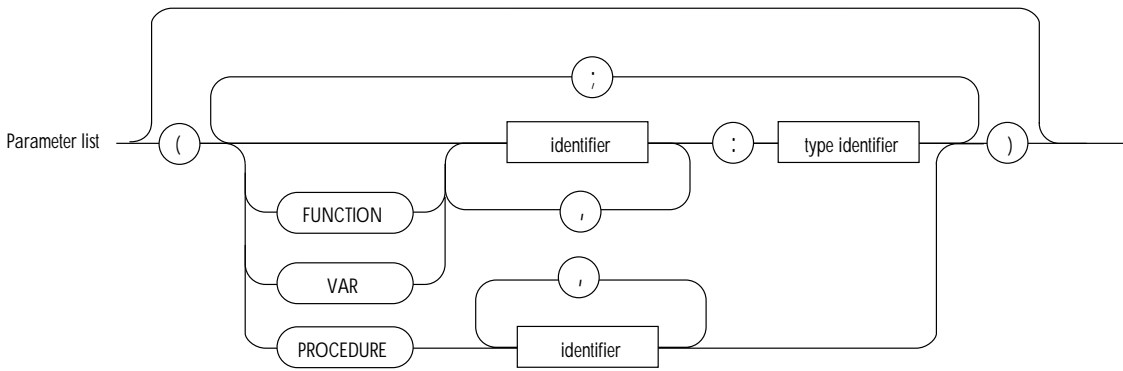 ;
Parameter list ( identifier : type identifier )
FUNCTION ,
VAR ,
PROCEDURE identifier